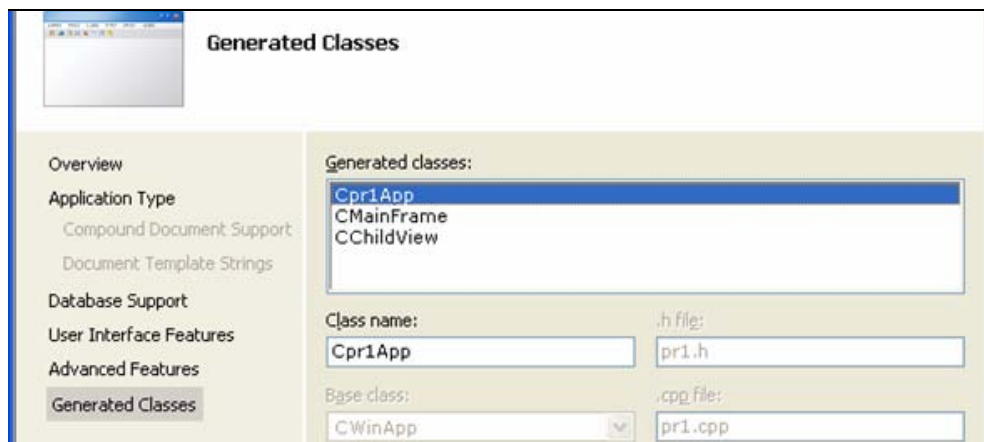 Generated Classes
Overview
Application Type
Compound Document Support
Document Template Strings
Database Support
User Interface Features
Advanced Features
Generated Classes
Generated classes:
Cpr1App
CMainFrame
CChildView
Class name:
.h file:
Cpr1App
pr1.h
Base class:
.cpp file:
CWinApp
pr1.cpp